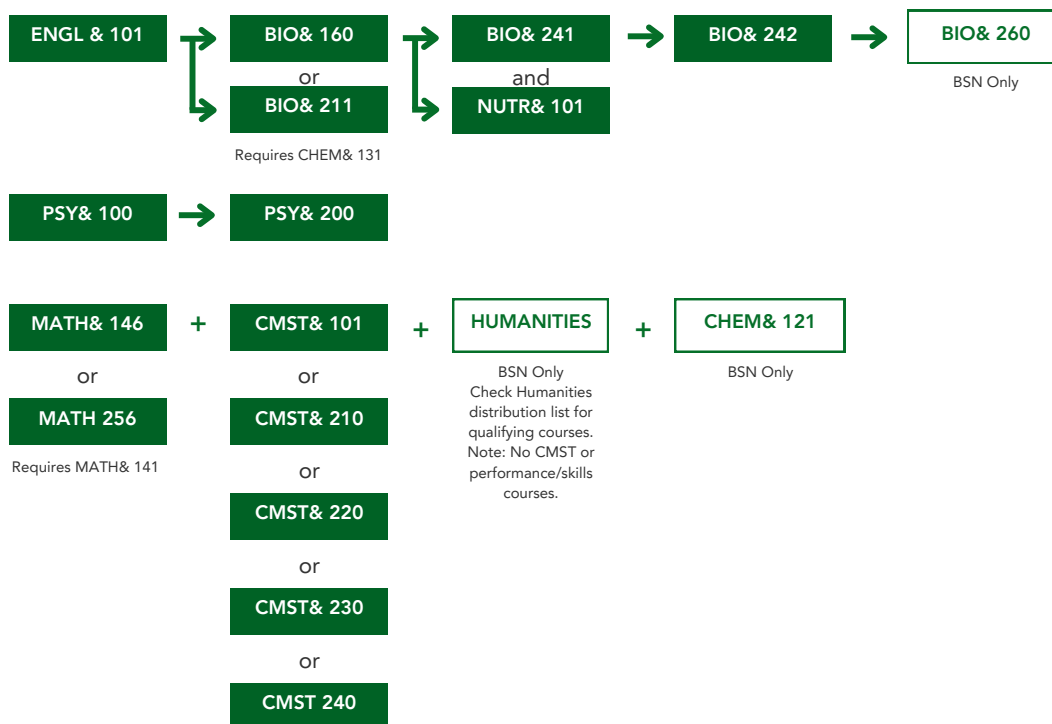 ENGL & 101
BIO& 160
BIO& 241
BIO& 242
BIO& 260
or
and
BSN Only
BIO& 211
NUTR& 101
Requires CHEM& 131
PSY& 100
PSY& 200
MATH& 146
+
CMST& 101
+
HUMANITIES
+
CHEM& 121
or
or
BSN Only
Check Humanities
distribution list for
qualifying courses.
Note: No CMST or
performance/skills
courses.
BSN Only
MATH 256
CMST& 210
Requires MATH& 141
or
CMST& 220
or
CMST& 230
or
CMST 240